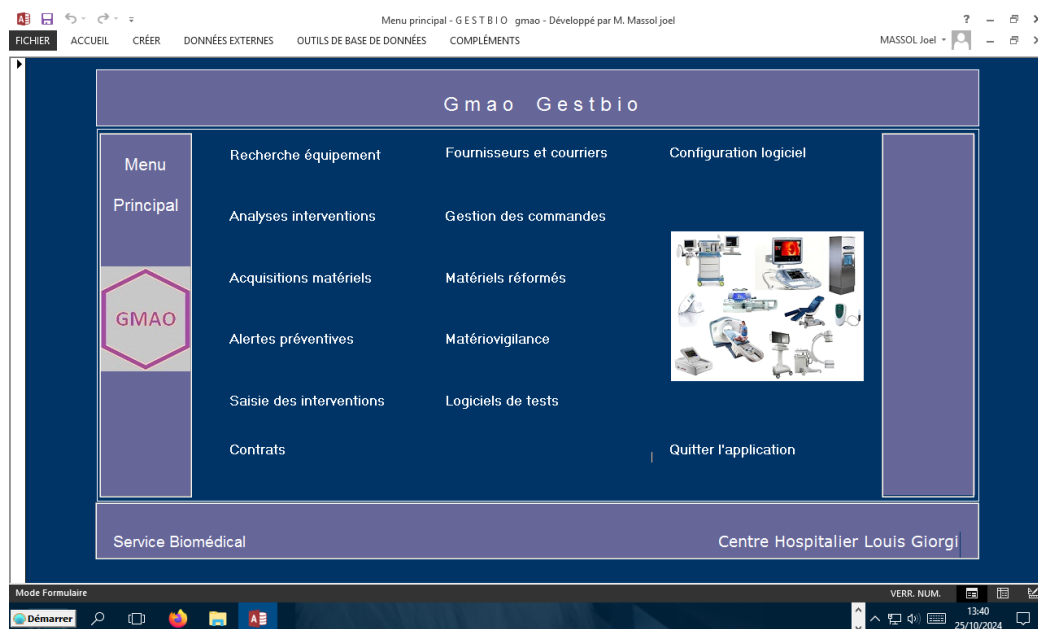 Menu principal - G E S T B I O gmao - Développé par M. Massol joel
?
FICHIER ACCUEIL CRÉER DONNÉES EXTERNES OUTILS DE BASE DE DONNÉES COMPLÉMENTS MASSOL Joel
Gmao Gestbio
Menu
Principal
GMAO
Recherche équipement Fournisseurs et courriers Configuration logiciel
Analyses interventions Gestion des commandes
Acquisitions matériels Matériels réformés
Alertes préventives Matériovigilance
Saisie des interventions Logiciels de tests
Contrats Quitter l'application
Service Biomédical Centre Hospitalier Louis Giorgi
Mode Formulaire VERR. NUM.
Démarrer 13:40
25/10/2024